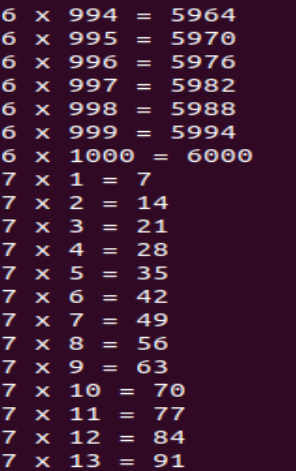 6 x 994 = 5964
6 x 995 = 5970
6 x 996 = 5976
6 x 997 = 5982
6 x 998 = 5988
6 x 999 = 5994
6 x 1000 = 6000
7 x 1 = 7
7 x 2 = 14
7 x 3 = 21
7 x 4 = 28
7 x 5 = 35
7 x 6 = 42
7 x 7 = 49
7 x 8 = 56
7 x 9 = 63
7 x 10 = 70
7 x 11 = 77
7 x 12 = 84
7 x 13 = 91